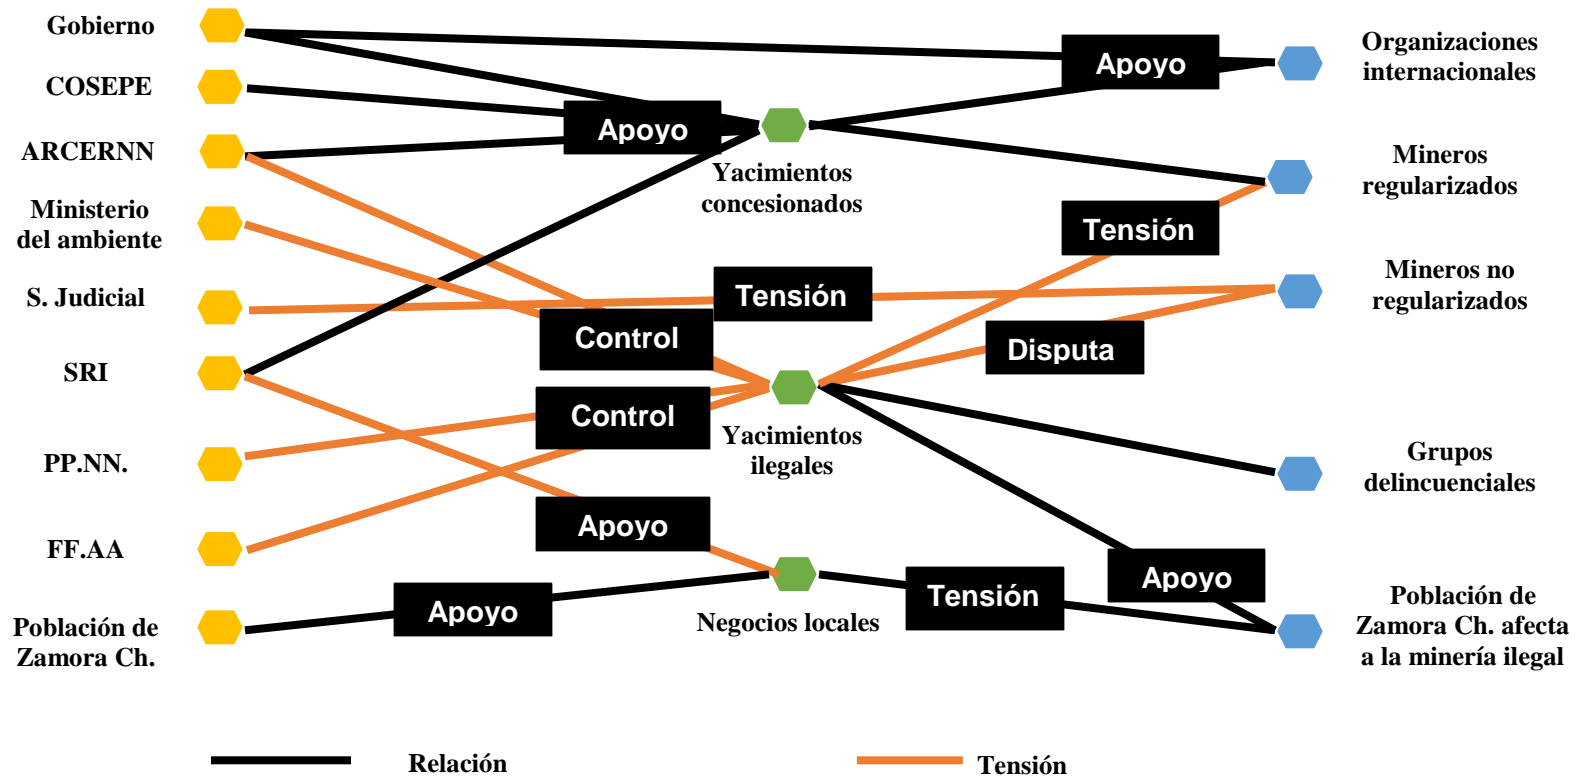 Gobierno
COSEPE
ARCERNN
Ministerio
del ambiente
S. Judicial
SRI
PP.NN.
FF.AA
Población de
Zamora Ch.
Apoyo
Control
Control
Apoyo
Apoyo
Yacimientos
concesionados
Tensión
Yacimientos
ilegales
Negocios locales
Apoyo
Tensión
Disputa
Tensión
Apoyo
Organizaciones
internacionales
Mineros
regularizados
Mineros no
regularizados
Grupos
delincuenciales
Población de
Zamora Ch. afecta
a la minería ilegal
Relación
Tensión